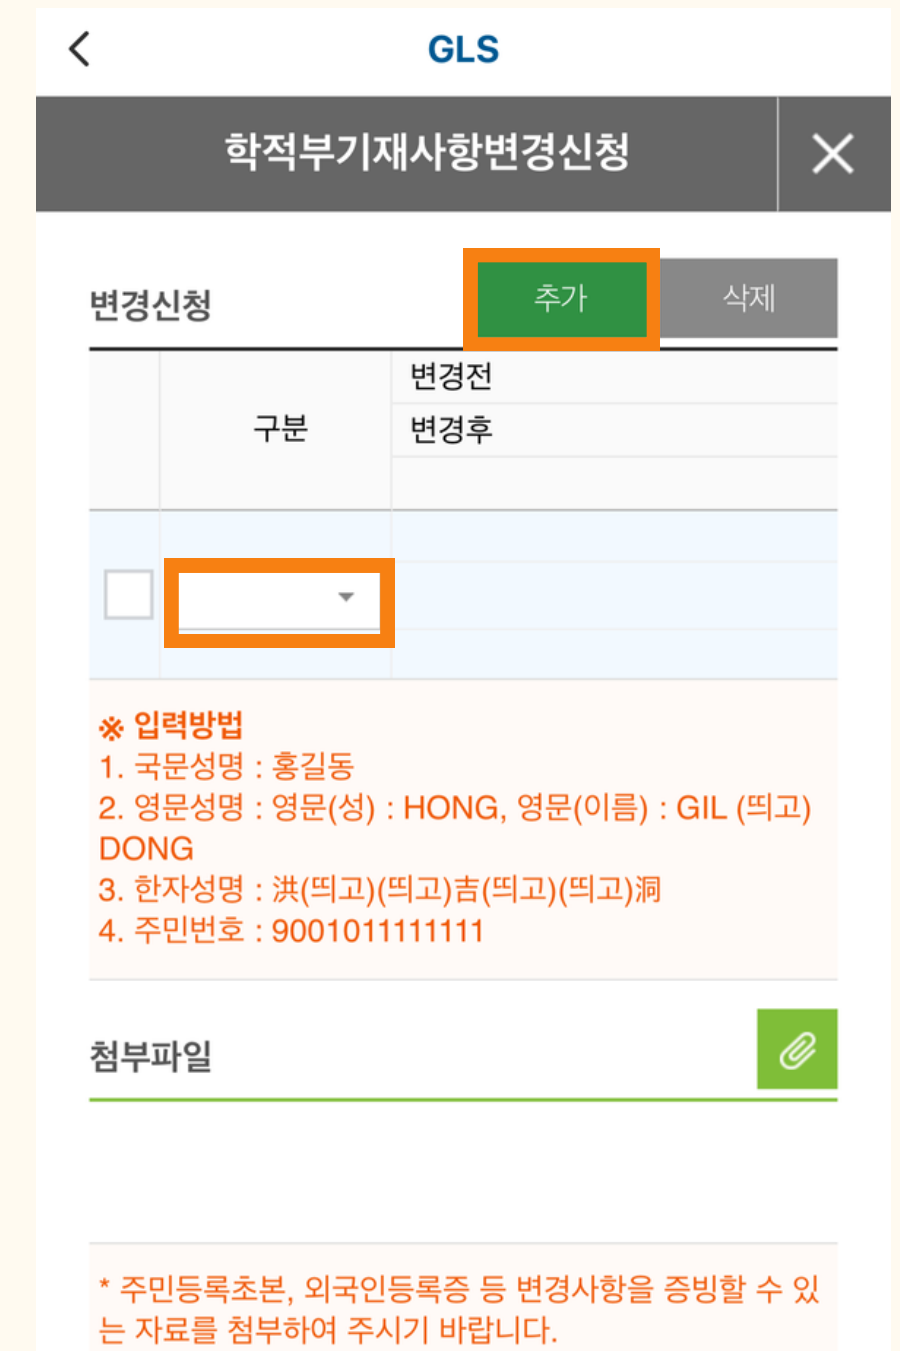 GLS
학적부기재사항변경신청
변경신청
추가
삭제
구분
변경전
변경후
※ 입력방법
1. 국문성명 : 홍길동
2. 영문성명 : 영문(성) : HONG, 영문(이름) : GIL (띄고)
DONG
3. 한자성명 : 洪(띄고)(띄고)吉(띄고)(띄고)洞
4. 주민번호 : 9001011111111
첨부파일
* 주민등록초본, 외국인등록증 등 변경사항을 증빙할 수 있
는 자료를 첨부하여 주시기 바랍니다.